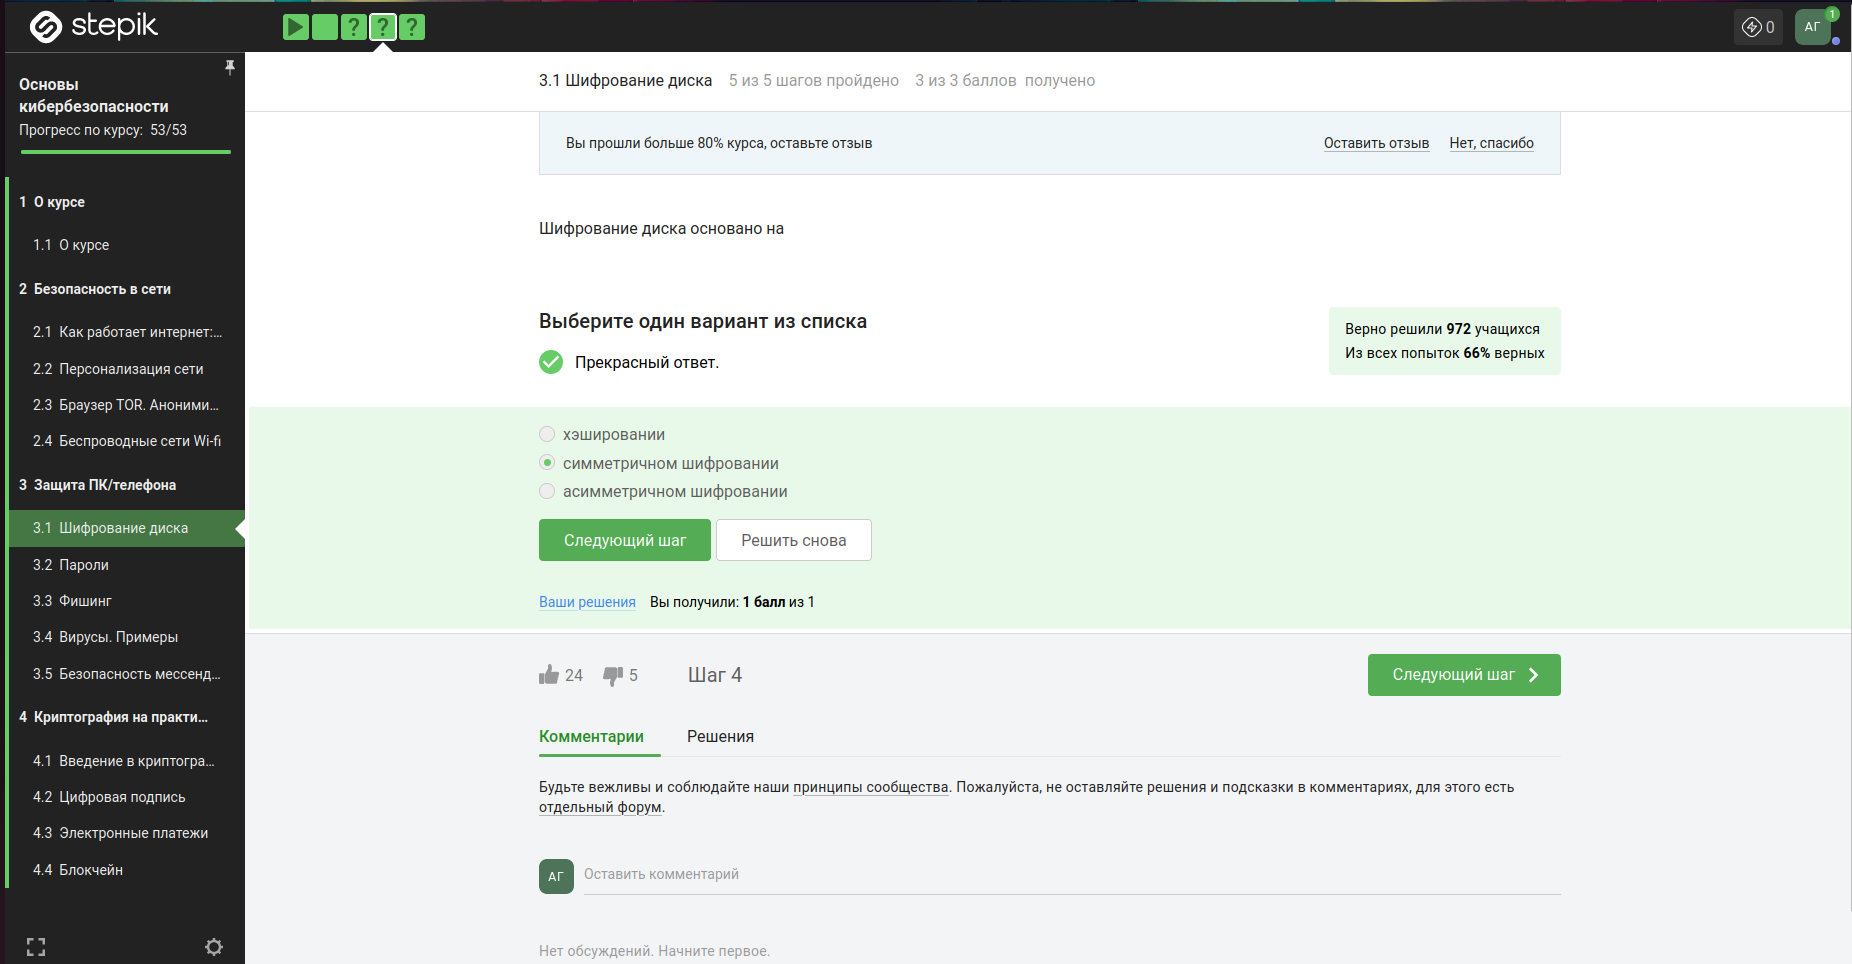 stepik
? ? ?
0
АГ
1
Основы
кибербезопасности
Прогресс по курсу: 53/53
1 О курсе
1.1 О курсе
2 Безопасность в сети
2.1 Как работает интернет:...
2.2 Персонализация сети
2.3 Браузер TOR. Аноними...
2.4 Беспроводные сети Wi-fi
3 Защита ПК/телефона
3.1 Шифрование диска
3.2 Пароли
3.3 Фишинг
3.4 Вирусы. Примеры
3.5 Безопасность мессенд...
4 Криптография на практи...
4.1 Введение в криптогра...
4.2 Цифровая подпись
4.3 Электронные платежи
4.4 Блокчейн
3.1 Шифрование диска 5 из 5 шагов пройдено 3 из 3 баллов получено
Вы прошли больше 80% курса, оставьте отзыв
Оставить отзыв Нет, спасибо
Шифрование диска основано на
Выберите один вариант из списка
Прекрасный ответ.
Верно решили 972 учащихся
Из всех попыток 66% верных
хэшировании
симметричном шифровании
асимметричном шифровании
Следующий шаг Решить снова
Ваши решения Вы получили: 1 балл из 1
24 5 Шаг 4
Следующий шаг
Комментарии Решения
Будьте вежливы и соблюдайте наши принципы сообщества. Пожалуйста, не оставляйте решения и подсказки в комментариях, для этого есть
отдельный форум.
АГ Оставить комментарий
Нет обсуждений. Начните первое.